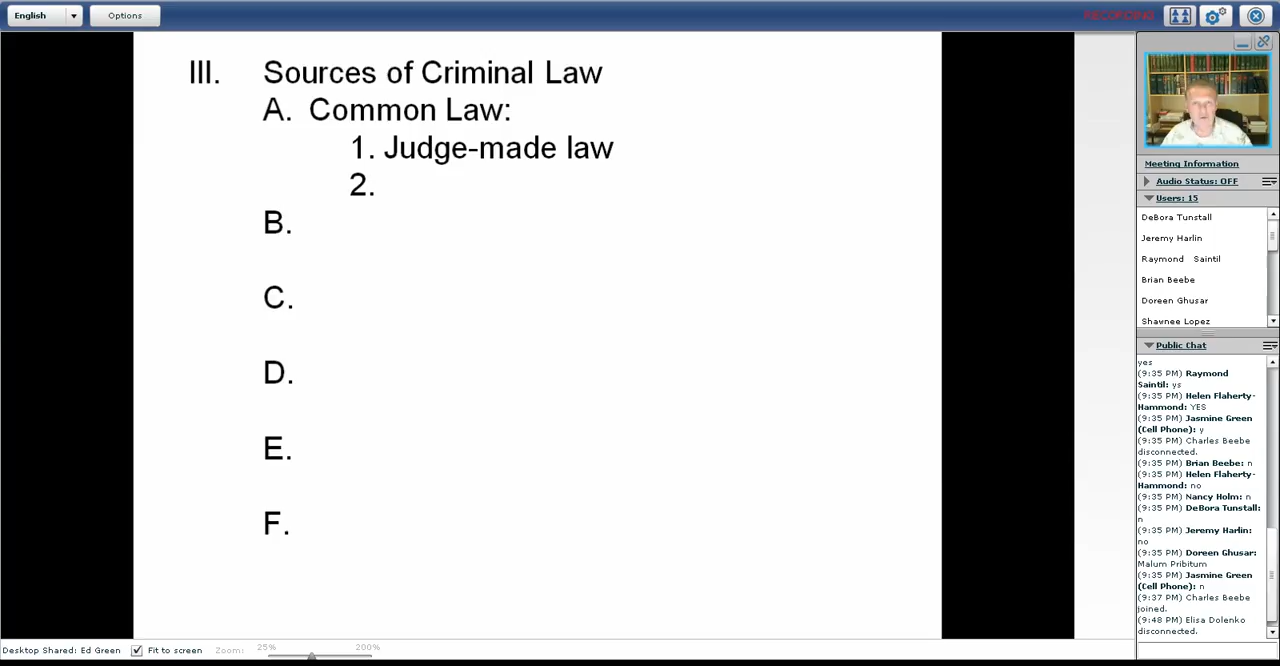 English
Options
RECORDING
III. Sources of Criminal Law
A. Common Law:
1. Judge-made law
2.
B.
C.
D.
E.
F.
Meeting Information
Audio Status: OFF
Users: 15
DeBora Tunstall
Jeremy Harlin
Raymond Saintil
Brian Beebe
Doreen Ghusar
Shawnee Lopez
Public Chat
yes
(9:35 PM) Raymond
Saintil: ys
(9:35 PM) Helen Flaherty-
Hammond: YES
(9:35 PM) Jasmine Green
(Cell Phone): y
(9:35 PM) Charles Beebe
disconnected.
(9:35 PM) Brian Beebe: n
(9:35 PM) Helen Flaherty-
Hammond: no
(9:35 PM) Nancy Holm: n
(9:35 PM) DeBora Tunstall:
n
(9:35 PM) Jeremy Harlin:
no
(9:35 PM) Doreen Ghusar:
Malum Pribitum
(9:35 PM) Jasmine Green
(Cell Phone): n
(9:37 PM) Charles Beebe
joined.
(9:48 PM) Elisa Dolenko
disconnected.
Desktop Shared: Ed Green
Fit to screen
Zoom:
25%
200%